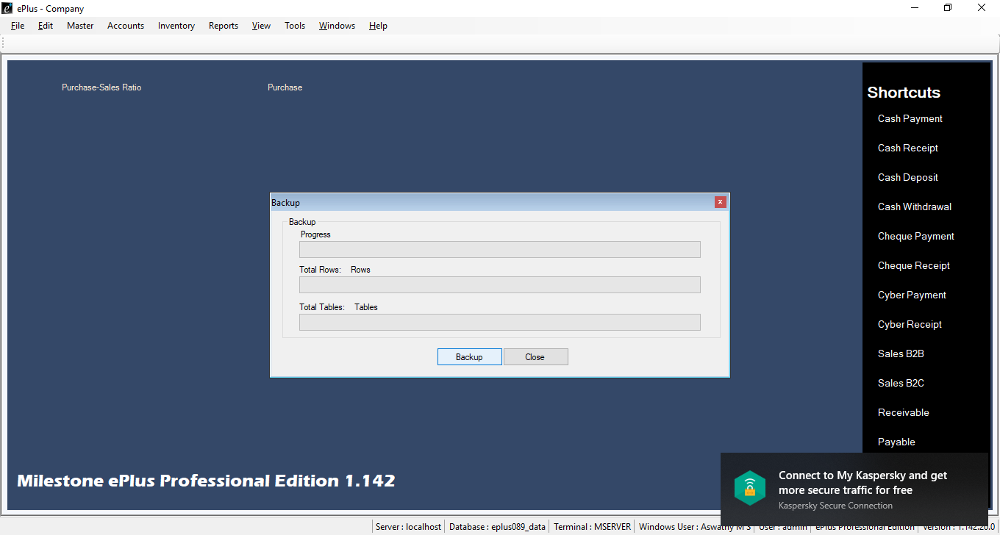 ePlus - Company
File Edit Master Accounts Inventory Reports View Tools Windows Help
Purchase-Sales Ratio
Purchase
Shortcuts
Cash Payment
Cash Receipt
Cash Deposit
Cash Withdrawal
Cheque Payment
Cheque Receipt
Cyber Payment
Cyber Receipt
Sales B2B
Sales B2C
Receivable
Payable
Backup
x
Backup
Progress
Total Rows: Rows
Total Tables: Tables
Backup Close
Milestone ePlus Professional Edition 1.142
Connect to My Kaspersky and get
more secure traffic for free
Kaspersky Secure Connection
Server : localhost Database : eplus089_data Terminal : MSERVER Windows User : Aswathy M S User : admin ePlus Professional Edition Version : 1.142.20.0